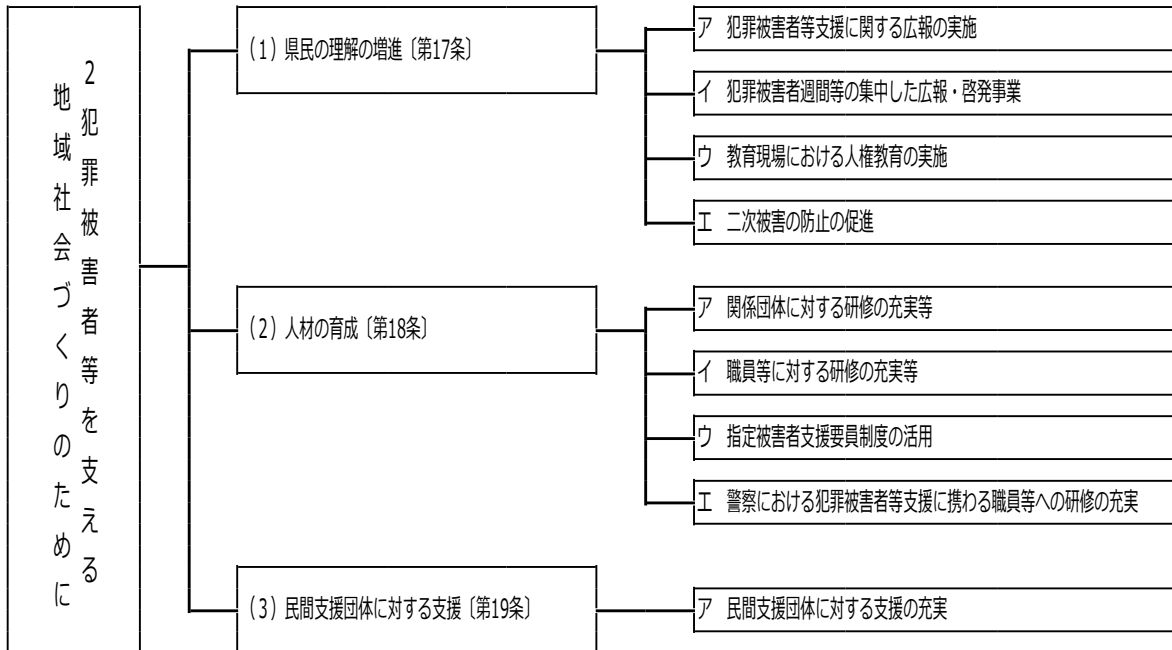 2犯罪被害者等を支える
地域社会づくりのために
(1) 県民の理解の増進〔第17条〕
ア 犯罪被害者等支援に関する広報の実施
イ 犯罪被害者週間等の集中した広報・啓発事業
ウ 教育現場における人権教育の実施
エ 二次被害の防止の促進
(2) 人材の育成〔第18条〕
ア 関係団体に対する研修の充実等
イ 職員等に対する研修の充実等
ウ 指定被害者支援要員制度の活用
エ 警察における犯罪被害者等支援に携わる職員等への研修の充実
(3) 民間支援団体に対する支援〔第19条〕
ア 民間支援団体に対する支援の充実